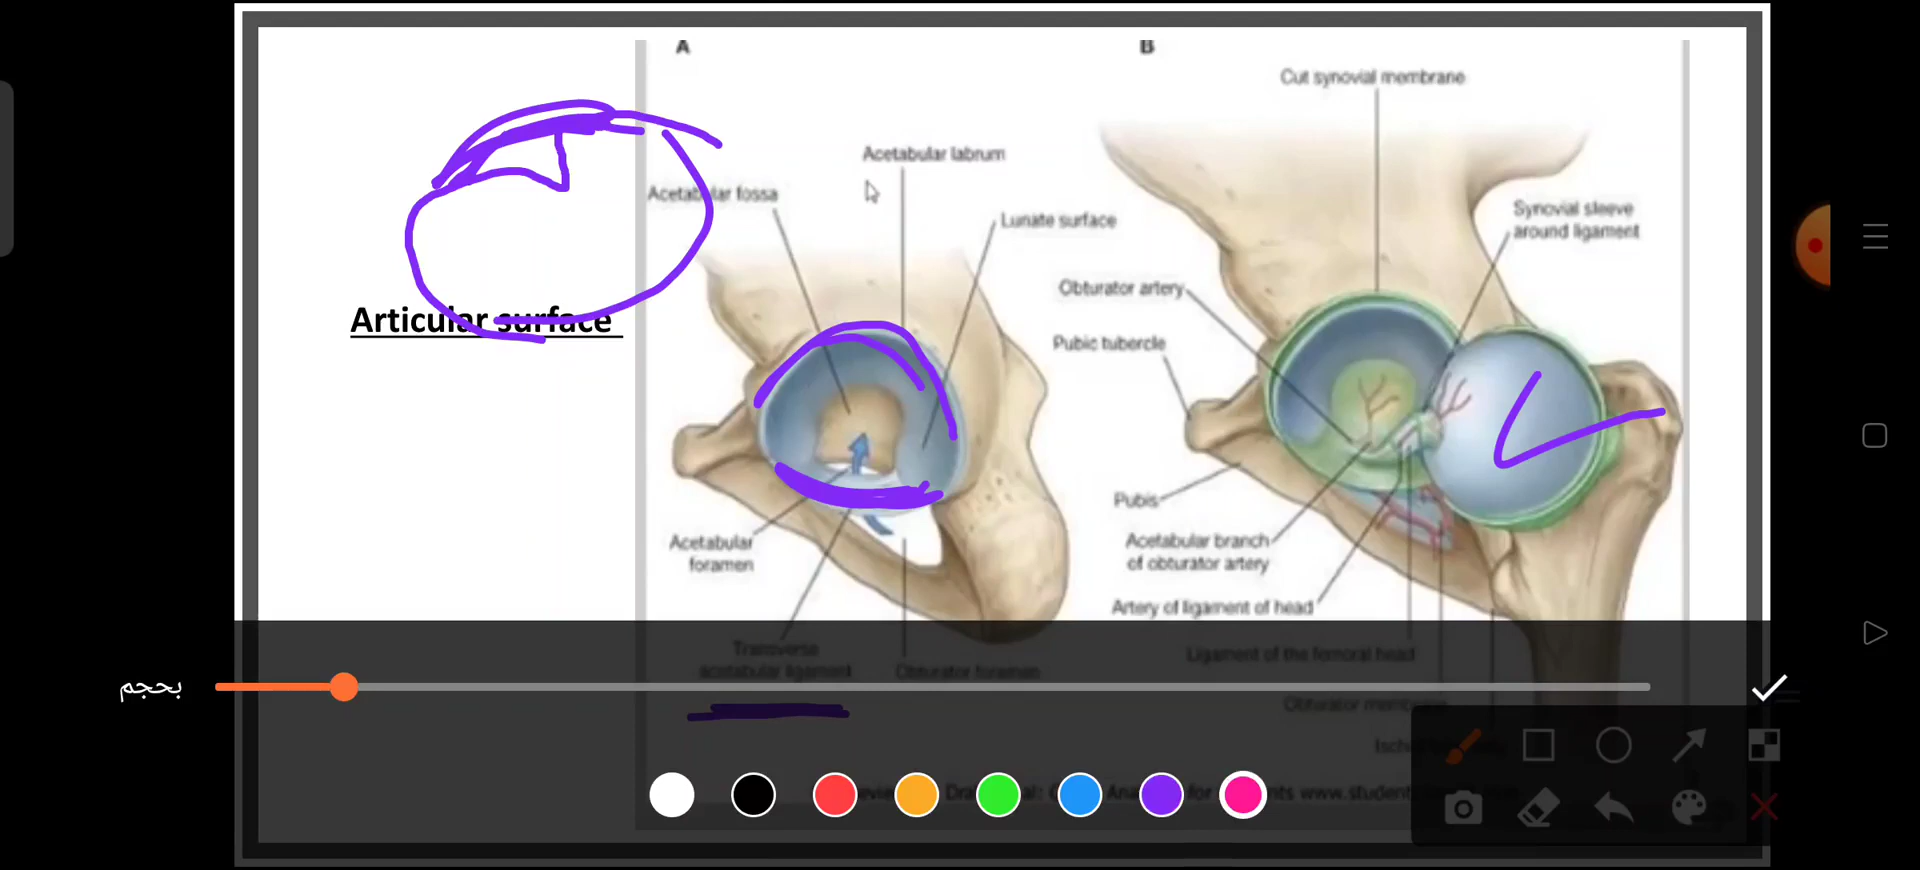 A
B
Cut synovial membrane
Acetabular labrum
Acetabular fossa
Lunate surface
Synovial sleeve
around ligament
Obturator artery
Pubic tubercle
Articular surface
Pubis
Acetabular
foramen
Acetabular branch
of obturator artery
Artery of ligament of head
Transverse
acetabular ligament
Obturator foramen
Ligament of the femoral head
Obturator membrane
بحجم